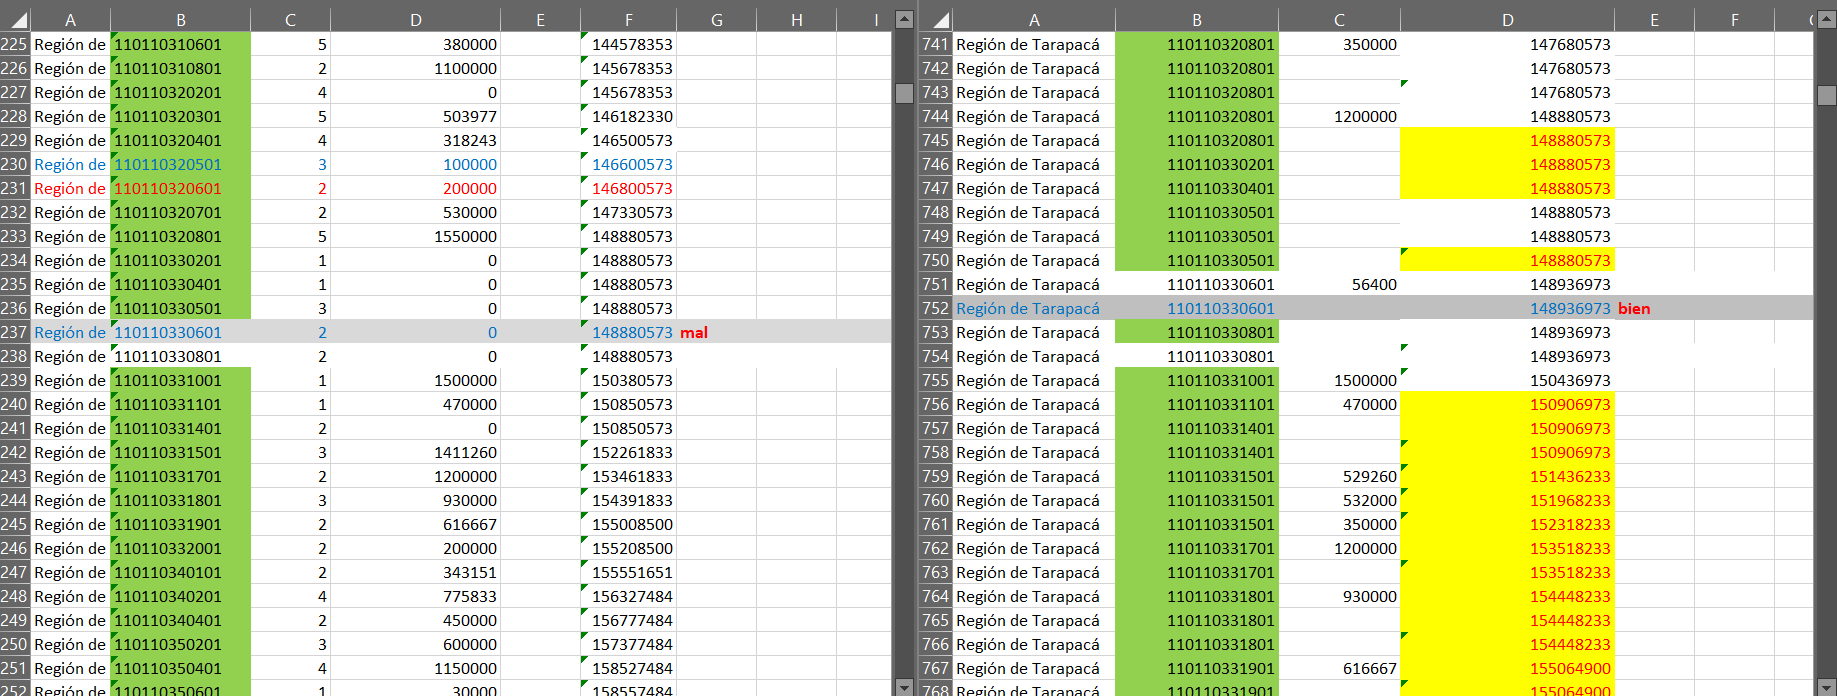 A B C D E F G H I
225 Región de 110110310601 5 380000 144578353
226 Región de 110110310801 2 1100000 145678353
227 Región de 110110320201 4 0 145678353
228 Región de 110110320301 5 503977 146182330
229 Región de 110110320401 4 318243 146500573
230 Región de 110110320501 3 100000 146600573
231 Región de 110110320601 2 200000 146800573
232 Región de 110110320701 2 530000 147330573
233 Región de 110110320801 5 1550000 148880573
234 Región de 110110330201 1 0 148880573
235 Región de 110110330401 1 0 148880573
236 Región de 110110330501 3 0 148880573
237 Región de 110110330601 2 0 148880573 mal
238 Región de 110110330801 2 0 148880573
239 Región de 110110331001 1 1500000 150380573
240 Región de 110110331101 1 470000 150850573
241 Región de 110110331401 2 0 150850573
242 Región de 110110331501 3 1411260 152261833
243 Región de 110110331701 2 1200000 153461833
244 Región de 110110331801 3 930000 154391833
245 Región de 110110331901 2 616667 155008500
246 Región de 110110332001 2 200000 155208500
247 Región de 110110340101 2 343151 155551651
248 Región de 110110340201 4 775833 156327484
249 Región de 110110340401 2 450000 156777484
250 Región de 110110350201 3 600000 157377484
251 Región de 110110350401 4 1150000 158527484
252 Región de 110110350601 1 30000 158557484
A B C D E F
741 Región de Tarapacá 110110320801 350000 147680573
742 Región de Tarapacá 110110320801 147680573
743 Región de Tarapacá 110110320801 147680573
744 Región de Tarapacá 110110320801 1200000 148880573
745 Región de Tarapacá 110110320801 148880573
746 Región de Tarapacá 110110330201 148880573
747 Región de Tarapacá 110110330401 148880573
748 Región de Tarapacá 110110330501 148880573
749 Región de Tarapacá 110110330501 148880573
750 Región de Tarapacá 110110330501 148880573
751 Región de Tarapacá 110110330601 56400 148936973
752 Región de Tarapacá 110110330601 148936973 bien
753 Región de Tarapacá 110110330801 148936973
754 Región de Tarapacá 110110330801 148936973
755 Región de Tarapacá 110110331001 1500000 150436973
756 Región de Tarapacá 110110331101 470000 150906973
757 Región de Tarapacá 110110331401 150906973
758 Región de Tarapacá 110110331401 150906973
759 Región de Tarapacá 110110331501 529260 151436233
760 Región de Tarapacá 110110331501 532000 151968233
761 Región de Tarapacá 110110331501 350000 152318233
762 Región de Tarapacá 110110331701 1200000 153518233
763 Región de Tarapacá 110110331701 153518233
764 Región de Tarapacá 110110331801 930000 154448233
765 Región de Tarapacá 110110331801 154448233
766 Región de Tarapacá 110110331801 154448233
767 Región de Tarapacá 110110331901 616667 155064900
768 Región de Tarapacá 110110331901 155064900